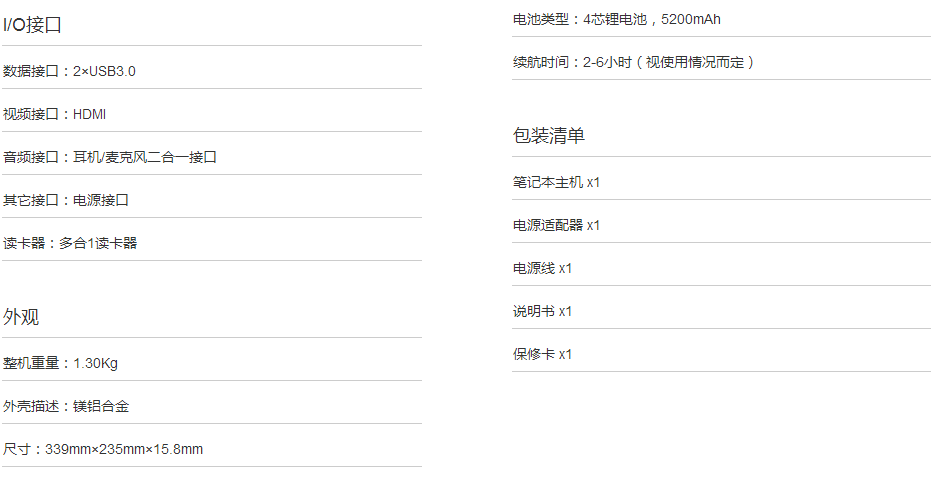 I/O接口
数据接口：2×USB3.0
视频接口：HDMI
音频接口：耳机/麦克风二合一接口
其它接口：电源接口
读卡器：多合1读卡器
外观
整机重量：1.30Kg
外壳描述：镁铝合金
尺寸：339mm×235mm×15.8mm
电池类型：4芯锂电池，5200mAh
续航时间：2-6小时（视使用情况而定）
包装清单
笔记本主机 x1
电源适配器 x1
电源线 x1
说明书 x1
保修卡 x1